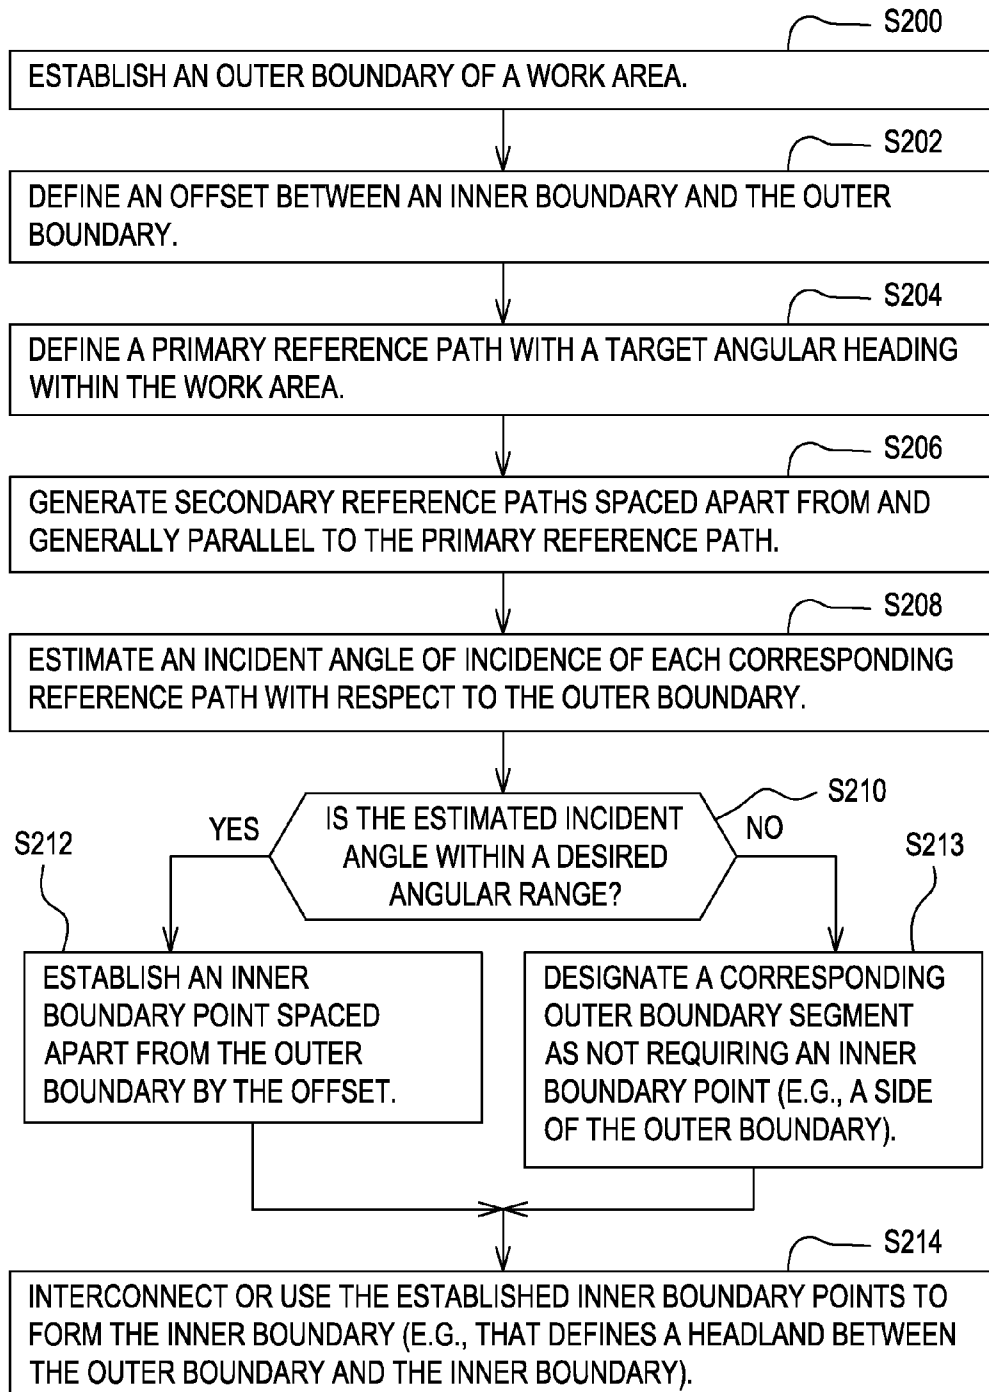 S200
ESTABLISH AN OUTER BOUNDARY OF A WORK AREA.
S202
DEFINE AN OFFSET BETWEEN AN INNER BOUNDARY AND THE OUTER
BOUNDARY.
S204
DEFINE A PRIMARY REFERENCE PATH WITH A TARGET ANGULAR HEADING
WITHIN THE WORK AREA.
S206
GENERATE SECONDARY REFERENCE PATHS SPACED APART FROM AND
GENERALLY PARALLEL TO THE PRIMARY REFERENCE PATH.
S208
ESTIMATE AN INCIDENT ANGLE OF INCIDENCE OF EACH CORRESPONDING
REFERENCE PATH WITH RESPECT TO THE OUTER BOUNDARY.
S210
IS THE ESTIMATED INCIDENT
ANGLE WITHIN A DESIRED
ANGULAR RANGE?
YES
NO
S212
ESTABLISH AN INNER
BOUNDARY POINT SPACED
APART FROM THE OUTER
BOUNDARY BY THE OFFSET.
S213
DESIGNATE A CORRESPONDING
OUTER BOUNDARY SEGMENT
AS NOT REQUIRING AN INNER
BOUNDARY POINT (E.G., A SIDE
OF THE OUTER BOUNDARY).
S214
INTERCONNECT OR USE THE ESTABLISHED INNER BOUNDARY POINTS TO
FORM THE INNER BOUNDARY (E.G., THAT DEFINES A HEADLAND BETWEEN
THE OUTER BOUNDARY AND THE INNER BOUNDARY).